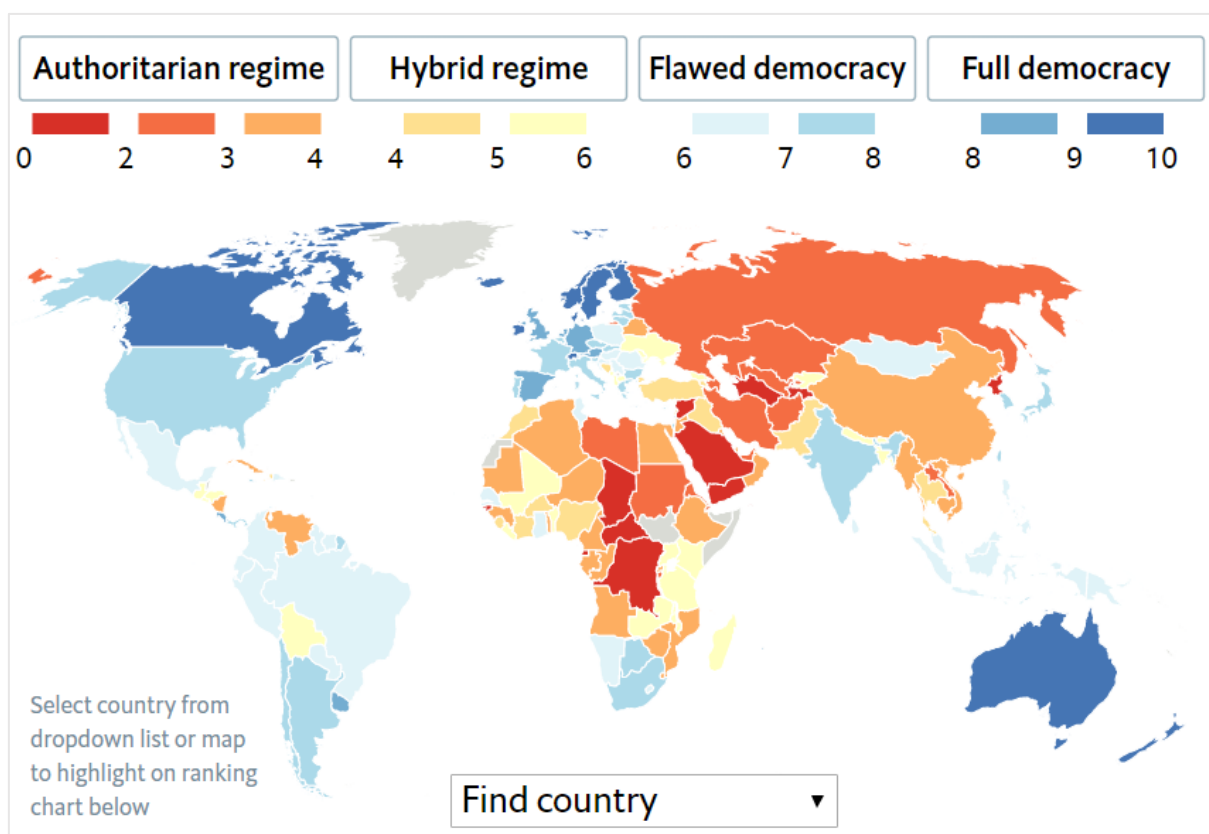 Authoritarian regime Hybrid regime Flawed democracy Full democracy
0 2 3 4 4 5 6 6 7 8 8 9 10
Select country from
dropdown list or map
to highlight on ranking
chart below
Find country